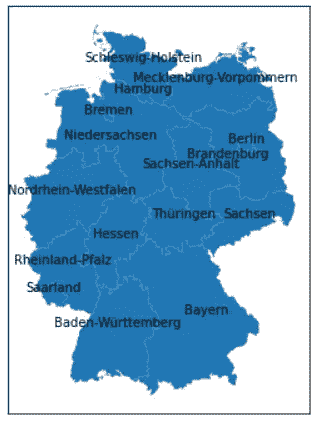 Schleswig-Holstein
Mecklenburg-Vorpommern
Hamburg
Bremen
Niedersachsen
Berlin
Brandenburg
Sachsen-Anhalt
Nordrhein-Westfalen
Thüringen
Sachsen
Hessen
Rheinland-Pfalz
Saarland
Bayern
Baden-Württemberg